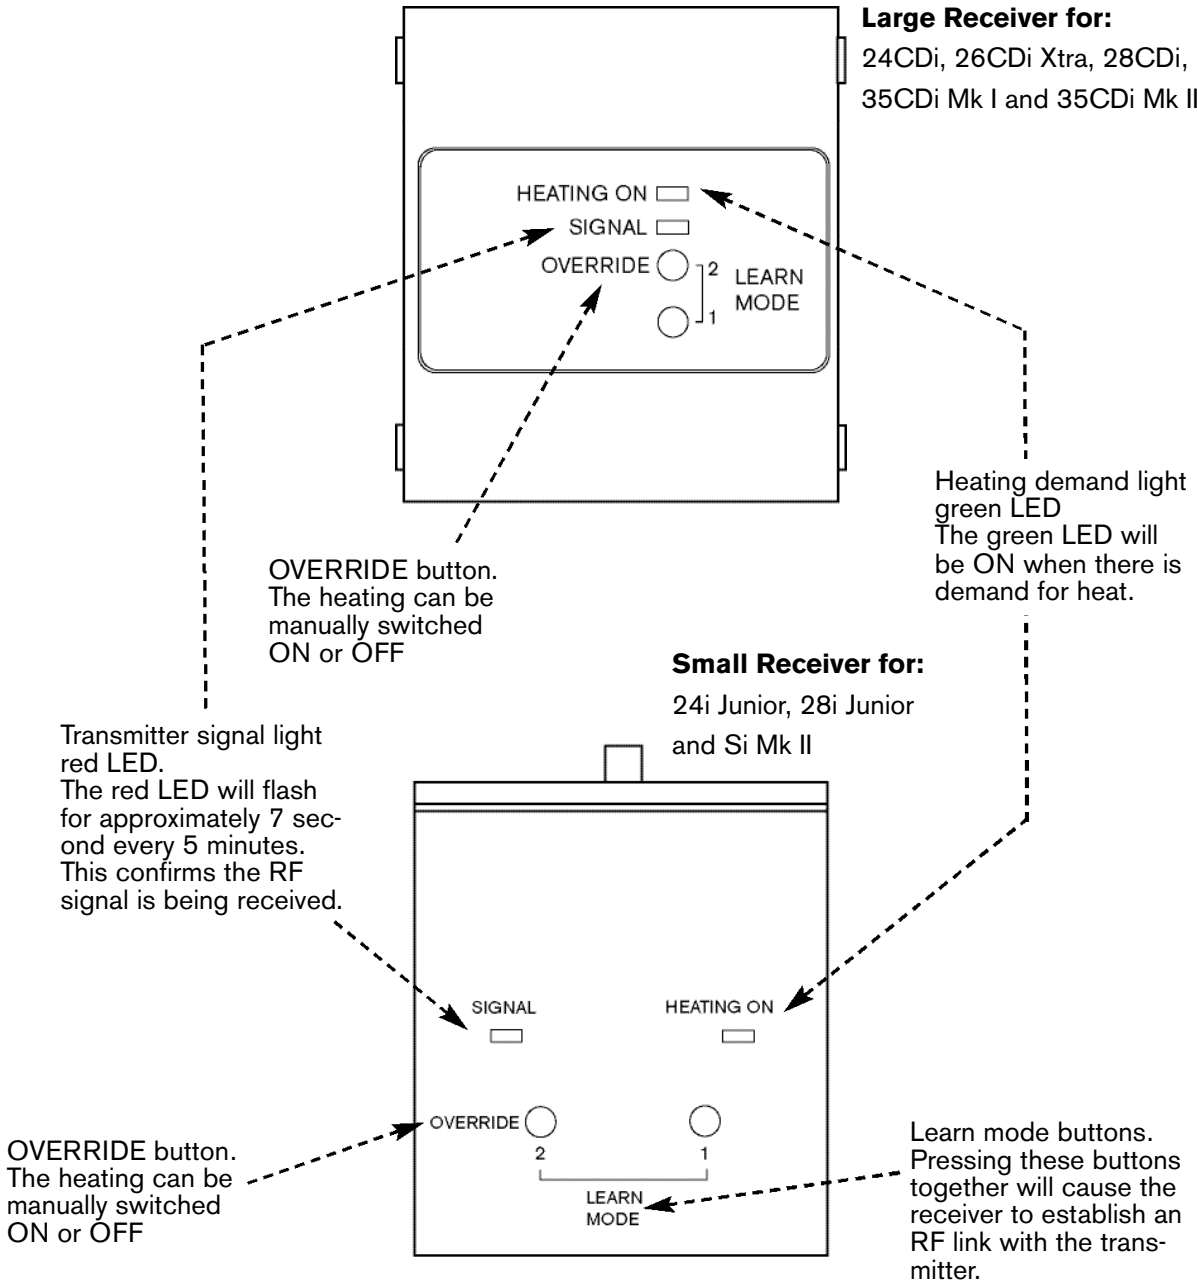 Large Receiver for:
24CDi, 26CDi Xtra, 28CDi,
35CDi Mk I and 35CDi Mk II
HEATING ON
SIGNAL
OVERRIDE
2
1
LEARN
MODE
Heating demand light
green LED
The green LED will
be ON when there is
demand for heat.
OVERRIDE button.
The heating can be
manually switched
ON or OFF
Small Receiver for:
24i Junior, 28i Junior
and Si Mk II
Transmitter signal light
red LED.
The red LED will flash
for approximately 7 sec-
ond every 5 minutes.
This confirms the RF
signal is being received.
SIGNAL
HEATING ON
OVERRIDE
2
1
LEARN
MODE
OVERRIDE button.
The heating can be
manually switched
ON or OFF
Learn mode buttons.
Pressing these buttons
together will cause the
receiver to establish an
RF link with the trans-
mitter.